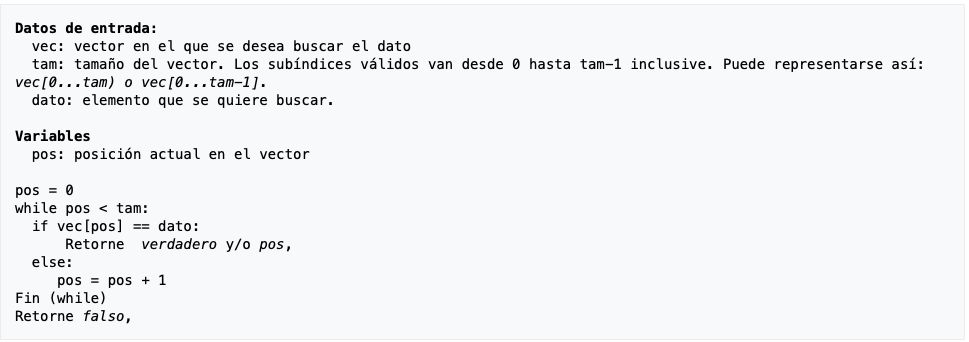 Datos de entrada:
vec: vector en el que se desea buscar el dato
tam: tamaño del vector. Los subíndices válidos van desde 0 hasta tam-1 inclusive. Puede representarse así:
vec[0...tam) o vec[0...tam-1].
dato: elemento que se quiere buscar.
Variables
pos: posición actual en el vector
pos = 0
while pos < tam:
if vec[pos] == dato:
Retorne verdadero y/o pos,
else:
pos = pos + 1
Fin (while)
Retorne falso,